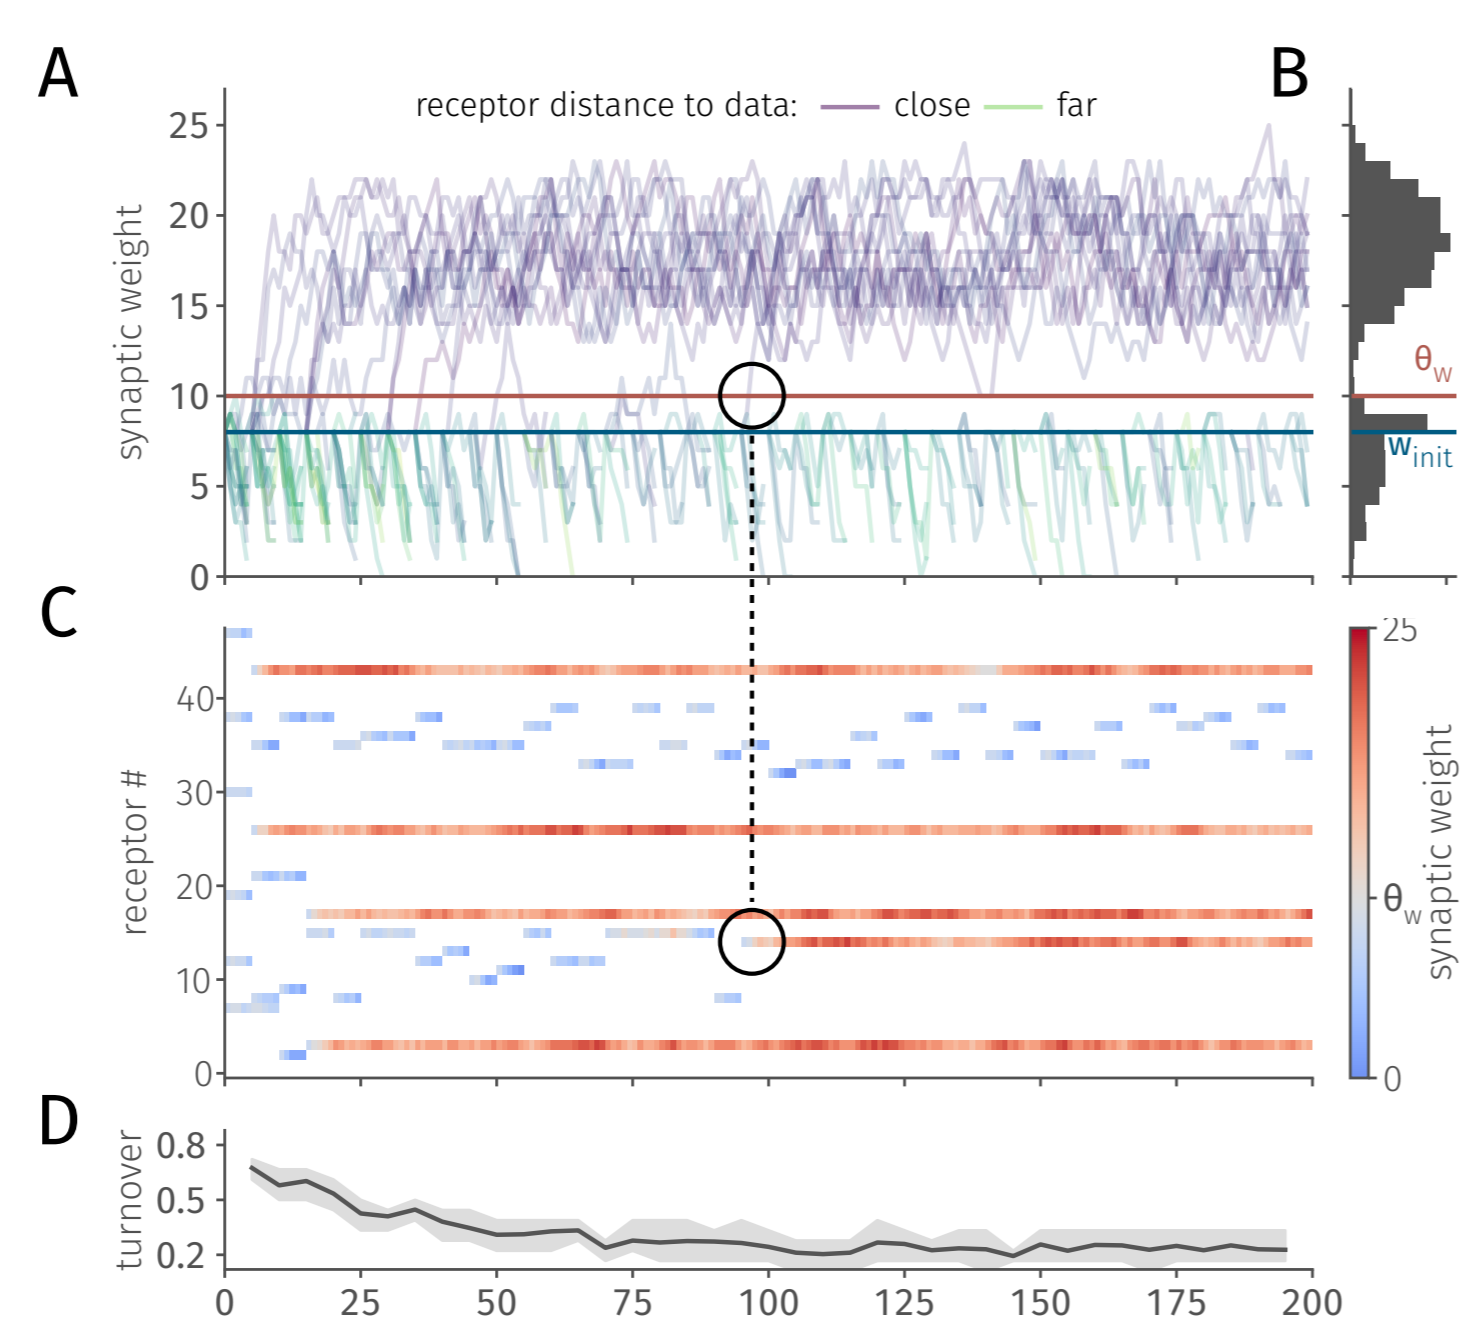 A
B
receptor distance to data: close far
25
20
15
10
5
0
synaptic weight
θw
winit
C
40
30
20
10
0
receptor #
25
θw
0
synaptic weight
D
0.8
0.5
0.2
turnover
0 25 50 75 100 125 150 175 200